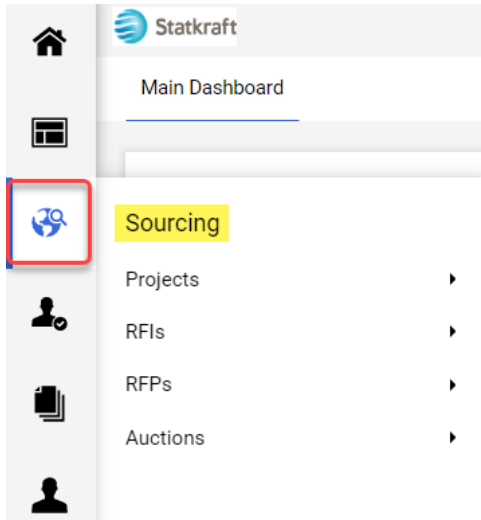 Statkraft
Main Dashboard
Sourcing
Projects
RFIs
RFPs
Auctions